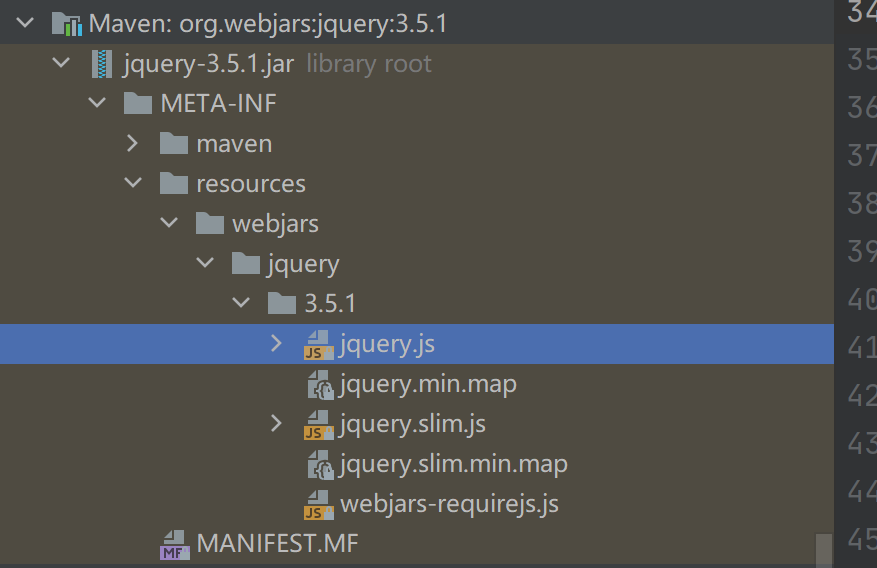 Maven: org.webjars:jquery:3.5.1
34
jquery-3.5.1.jar library root
35
META-INF
36
maven
37
resources
38
webjars
39
jquery
40
3.5.1
41
JS jquery.js
42
jquery.min.map
43
JS jquery.slim.js
44
jquery.slim.min.map
45
JS webjars-requirejs.js
MF MANIFEST.MF